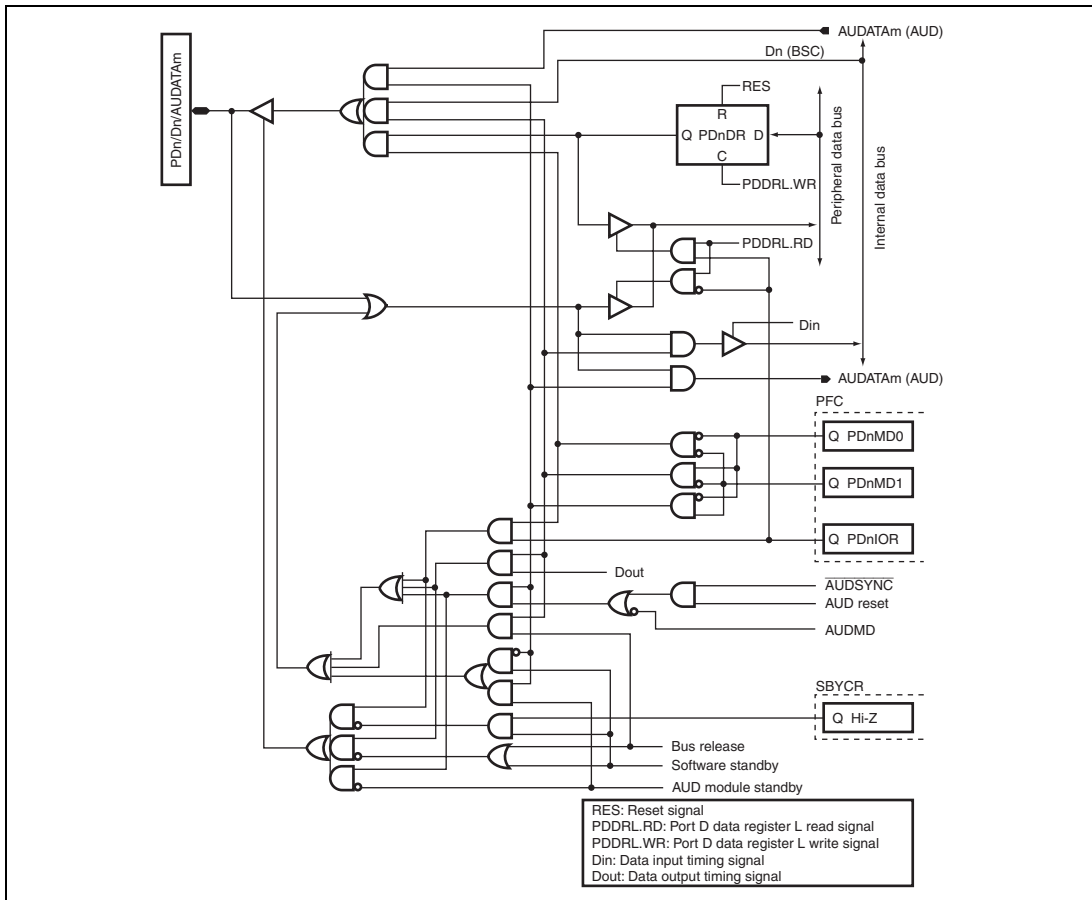 AUDATAm (AUD)
Dn (BSC)
PDn/Dn/AUDATAm
RES
R
Q PDnDR D
C
PDDRL.WR
Peripheral data bus
Internal data bus
PDDRL.RD
Din
AUDATAm (AUD)
PFC
Q PDnMD0
Q PDnMD1
Q PDnIOR
Dout
AUDSYNC
AUD reset
AUDMD
SBYCR
Q Hi-Z
Bus release
Software standby
AUD module standby
RES: Reset signal
PDDRL.RD: Port D data register L read signal
PDDRL.WR: Port D data register L write signal
Din: Data input timing signal
Dout: Data output timing signal